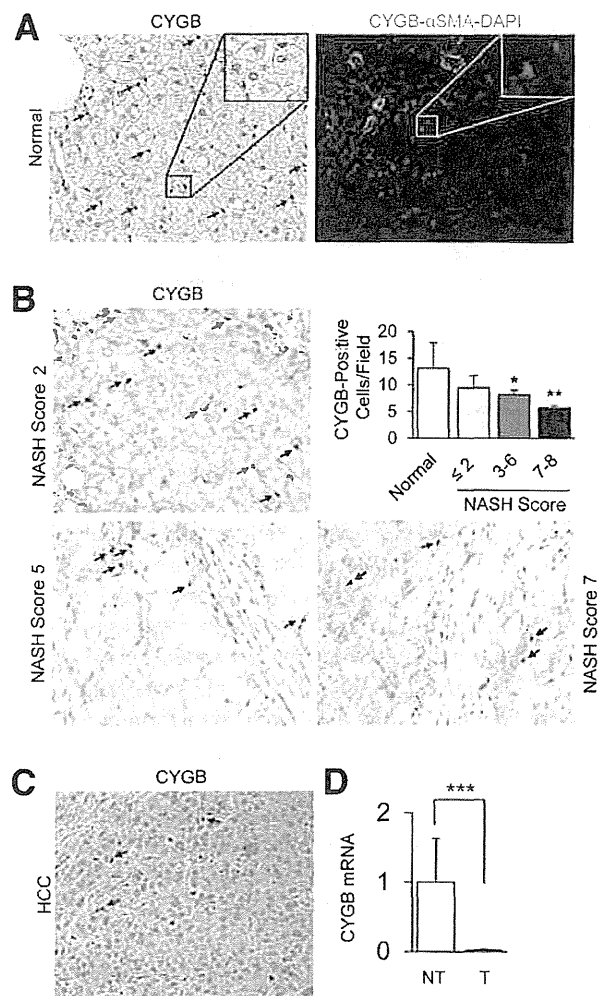 A
CYGB
CYGB-αSMA-DAPI
Normal
B
CYGB
NASH Score 2
CYGB-Positive
Cells/Field
20
15
10
5
0
*
**
Normal
≤ 2
3-6
7-8
NASH Score
NASH Score 5
NASH Score 7
C
CYGB
HCC
D
CYGB mRNA
2
1
0
***
NT
T